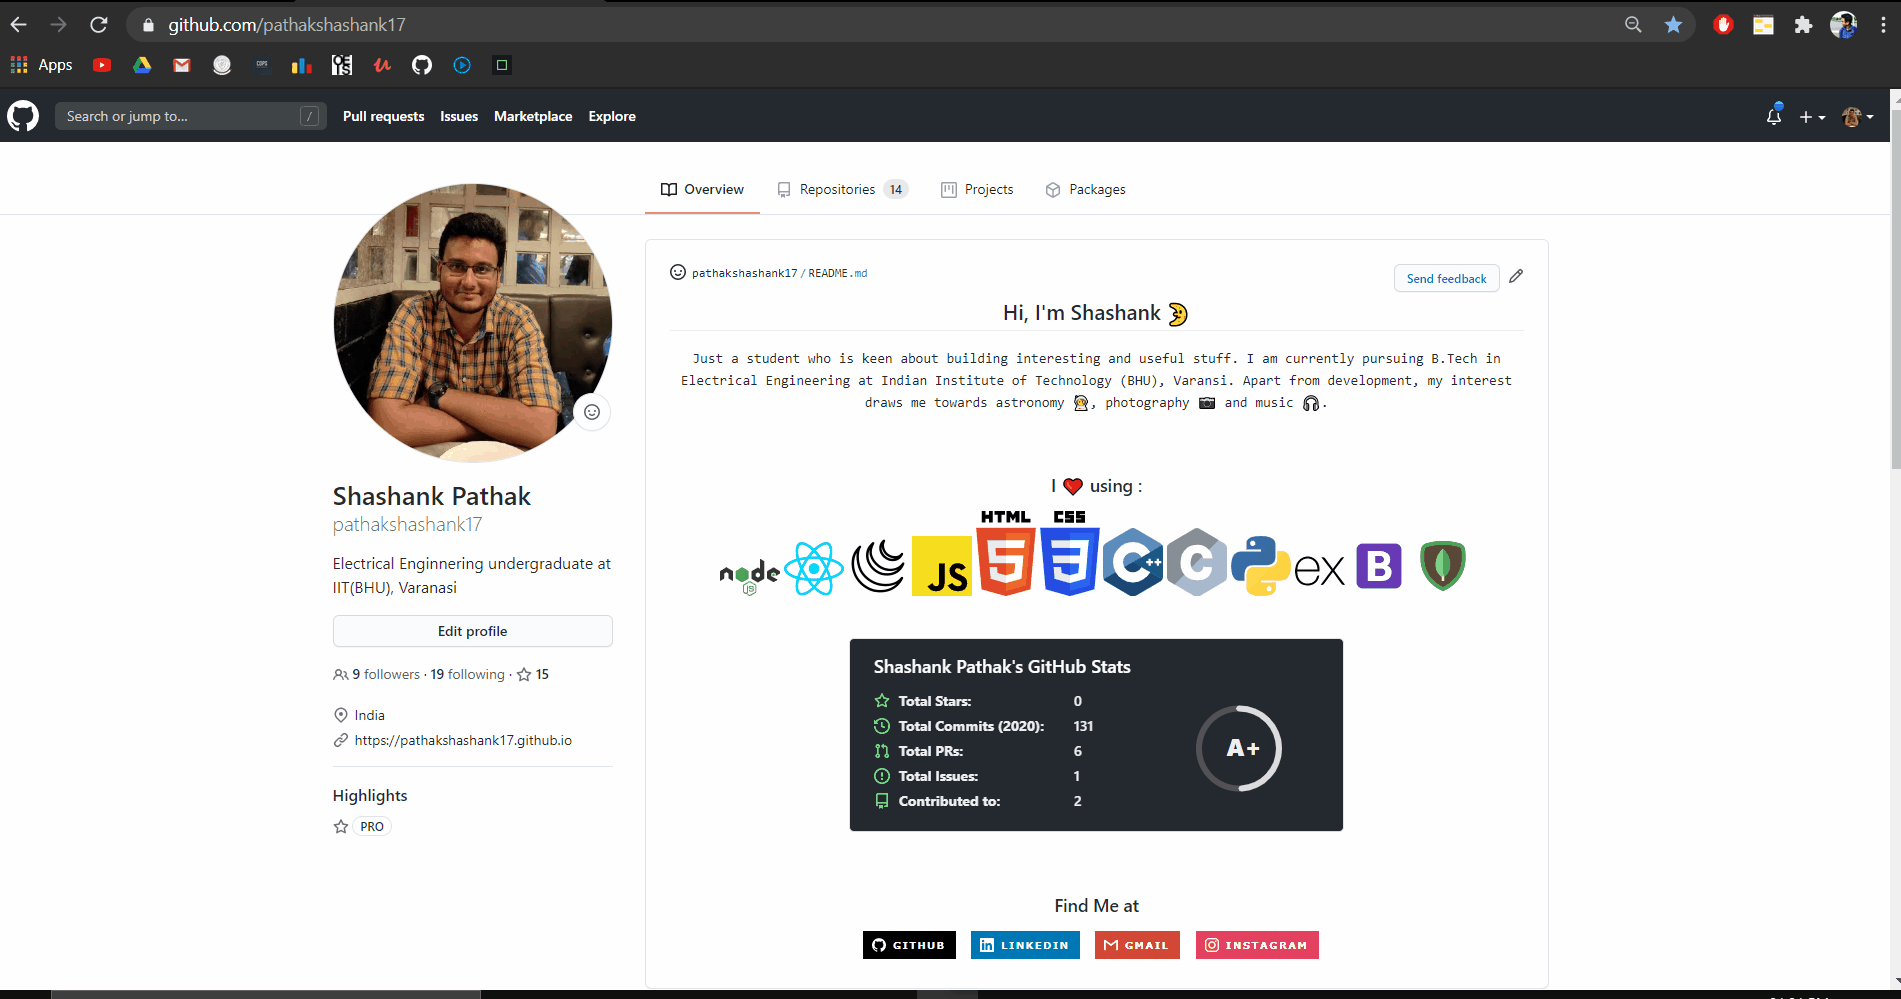 github.com/pathakshashank17
Apps
Search or jump to...
/
Pull requests
Issues
Marketplace
Explore
Overview
Repositories 14
Projects
Packages
pathakshashank17/README.md
Send feedback
Hi, I'm Shashank
Just a student who is keen about building interesting and useful stuff. I am currently pursuing B.Tech in
Electrical Engineering at Indian Institute of Technology (BHU), Varansi. Apart from development, my interest
draws me towards astronomy , photography and music .
Shashank Pathak
pathakshashank17
Electrical Enginnering undergraduate at
IIT(BHU), Varanasi
Edit profile
9 followers · 19 following · 15
India
https://pathakshashank17.github.io
Highlights
PRO
I using :
HTML CSS
node JS JS 5 3 C++ C ex B
Shashank Pathak's GitHub Stats
Total Stars: 0
Total Commits (2020): 131
Total PRs: 6
Total Issues: 1
Contributed to: 2
A+
Find Me at
GITHUB
LINKEDIN
GMAIL
INSTAGRAM